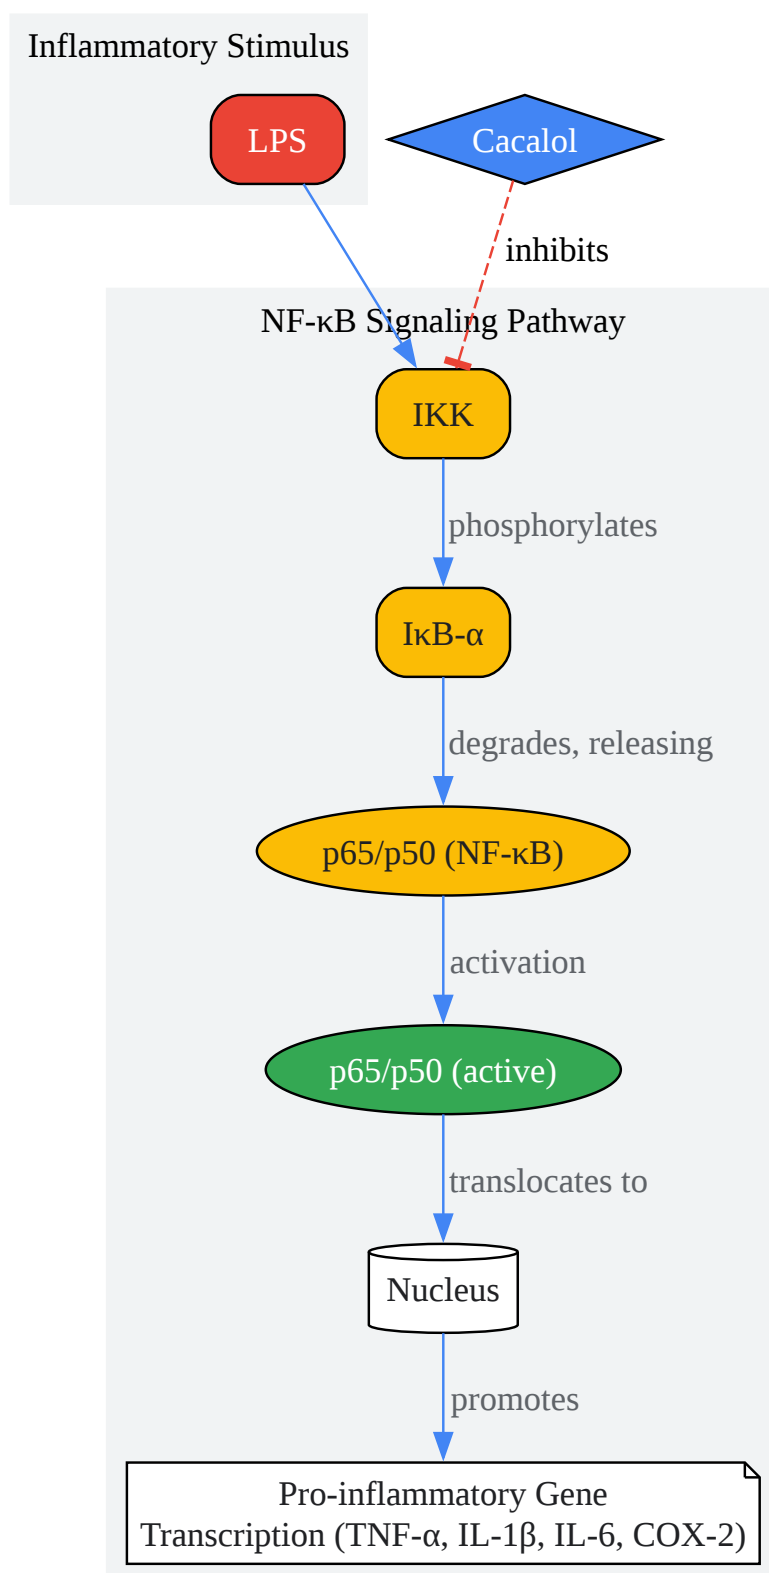 Inflammatory Stimulus
LPS
Cacalol
inhibits
NF-κB Signaling Pathway
IKK
phosphorylates
IκB-α
degrades, releasing
p65/p50 (NF-κB)
activation
p65/p50 (active)
translocates to
Nucleus
promotes
Pro-inflammatory Gene
Transcription (TNF-α, IL-1β, IL-6, COX-2)